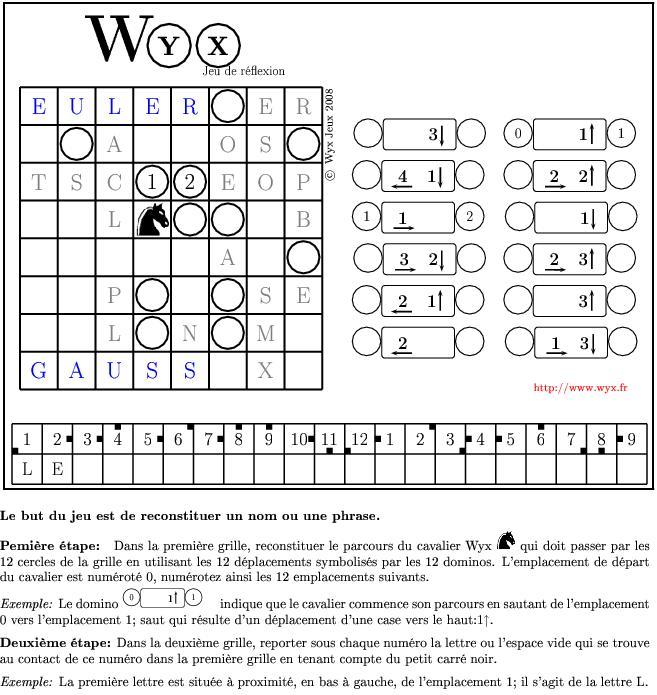 WYX
Jeu de réflexion
© Wyx Jeux 2008
E U L E R E R
A O S
T S C 1 2 E O P
L B
A
P S E
L N M
G A U S S X
3↓
0 1↑ 1
4← 1↓
2→ 2↑
1 1→ 2
1↓
3→ 2↓
2→ 3↑
2← 1↑
3↑
2←
1→ 3↓
http://www.wyx.fr
1 2 3 4 5 6 7 8 9 10 11 12 1 2 3 4 5 6 7 8 9
L E
Le but du jeu est de reconstituer un nom ou une phrase.
Pemière étape: Dans la première grille, reconstituer le parcours du cavalier Wyx qui doit passer par les
12 cercles de la grille en utilisant les 12 déplacements symbolisés par les 12 dominos. L'emplacement de départ
du cavalier est numéroté 0, numérotez ainsi les 12 emplacements suivants.
Exemple: Le domino 0 1↑ 1 indique que le cavalier commence son parcours en sautant de l'emplacement
0 vers l'emplacement 1; saut qui résulte d'un déplacement d'une case vers le haut:1↑.
Deuxième étape: Dans la deuxième grille, reporter sous chaque numéro la lettre ou l'espace vide qui se trouve
au contact de ce numéro dans la première grille en tenant compte du petit carré noir.
Exemple: La première lettre est située à proximité, en bas à gauche, de l'emplacement 1; il s'agit de la lettre L.